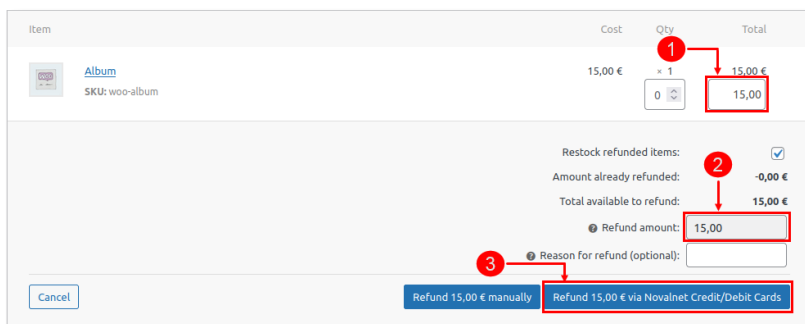 Item Cost Qty Total
1
Album 15,00 € × 1 15,00 €
SKU: woo-album 0 15,00
Restock refunded items:
2
Amount already refunded: -0,00 €
Total available to refund: 15,00 €
Refund amount: 15,00
3
Reason for refund (optional):
Cancel Refund 15,00 € manually Refund 15,00 € via Novalnet Credit/Debit Cards